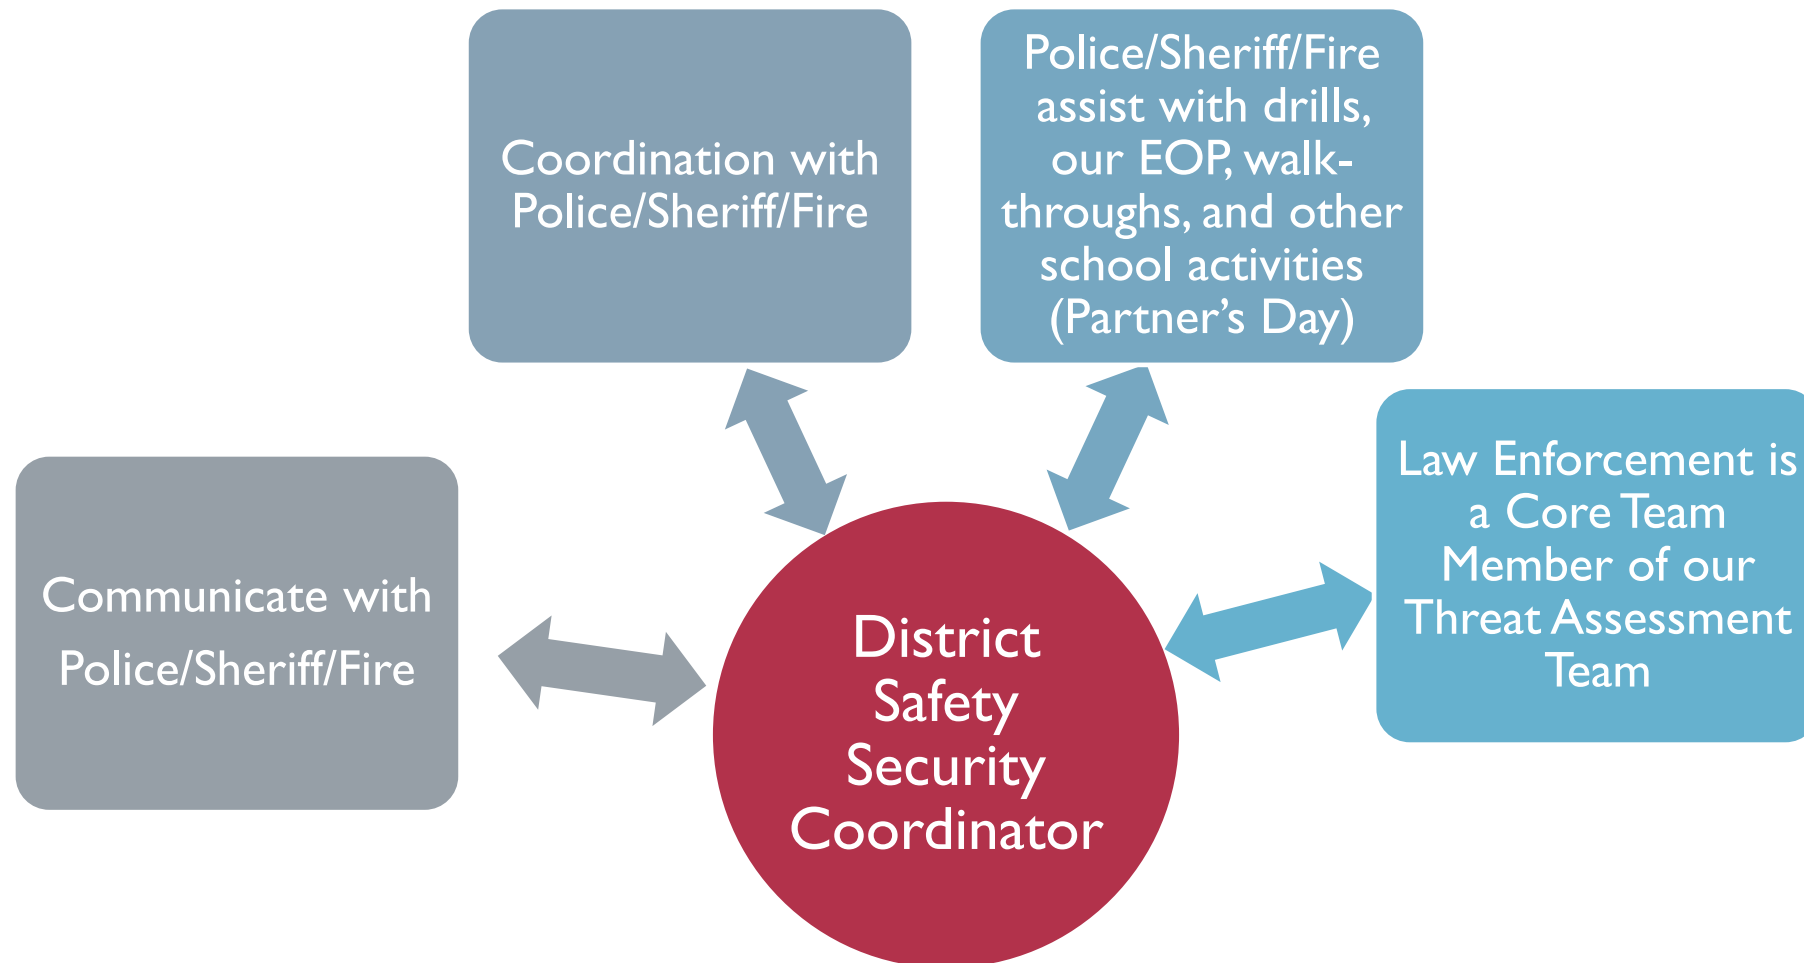 Coordination with
Police/Sheriff/Fire
Police/Sheriff/Fire
assist with drills,
our EOP, walk-
throughs, and other
school activities
(Partner’s Day)
Communicate with
Police/Sheriff/Fire
Law Enforcement is
a Core Team
Member of our
Threat Assessment
Team
District
Safety
Security
Coordinator